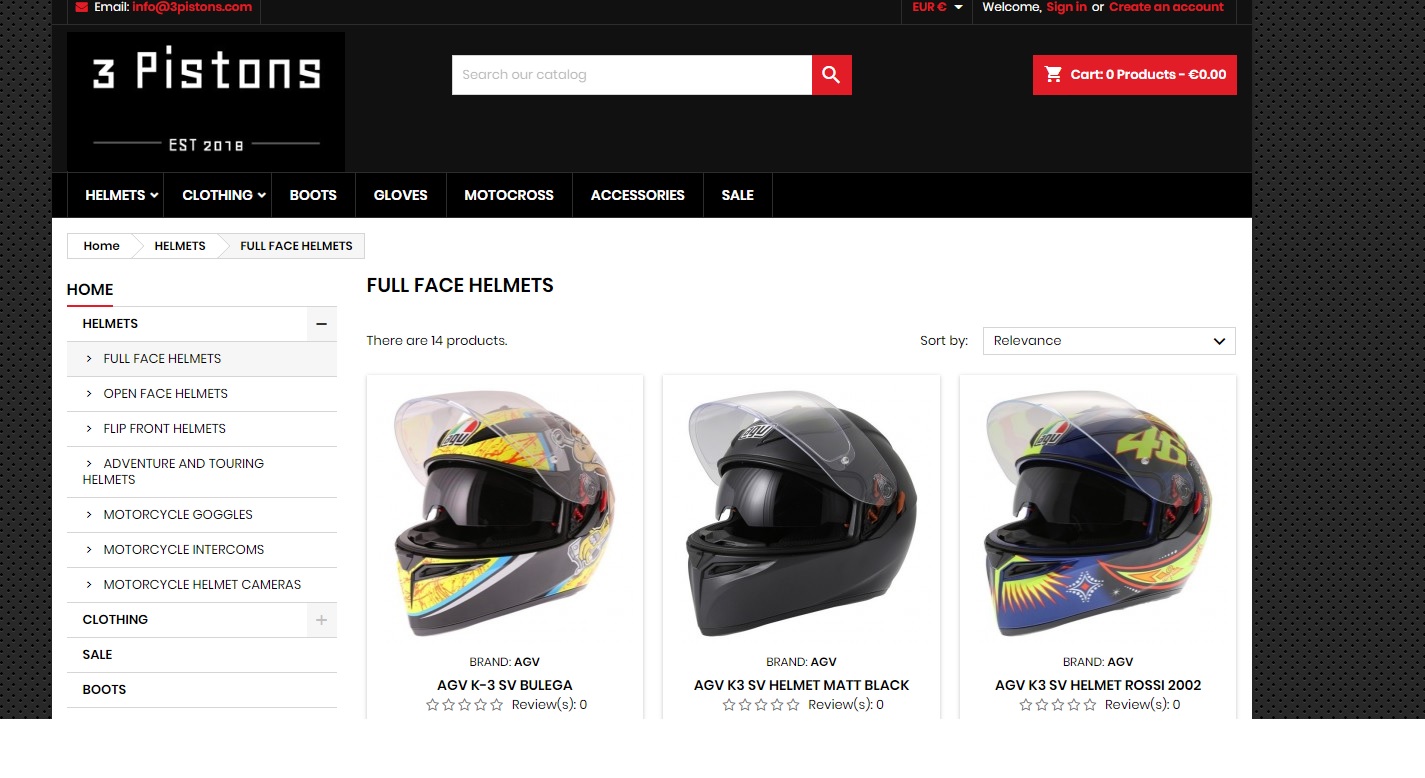 Email: info@3pistons.com
EUR €
Welcome, Sign in or Create an account
3 Pistons
EST 2018
Search our catalog
Cart: 0 Products - €0.00
HELMETS
CLOTHING
BOOTS
GLOVES
MOTOCROSS
ACCESSORIES
SALE
Home
HELMETS
FULL FACE HELMETS
HOME
HELMETS
FULL FACE HELMETS
OPEN FACE HELMETS
FLIP FRONT HELMETS
ADVENTURE AND TOURING
HELMETS
MOTORCYCLE GOGGLES
MOTORCYCLE INTERCOMS
MOTORCYCLE HELMET CAMERAS
CLOTHING
SALE
BOOTS
FULL FACE HELMETS
There are 14 products.
Sort by:
Relevance
AGV
BRAND: AGV
AGV K-3 SV BULEGA
Review(s): 0
AGV
BRAND: AGV
AGV K3 SV HELMET MATT BLACK
Review(s): 0
AGV
46
BRAND: AGV
AGV K3 SV HELMET ROSSI 2002
Review(s): 0